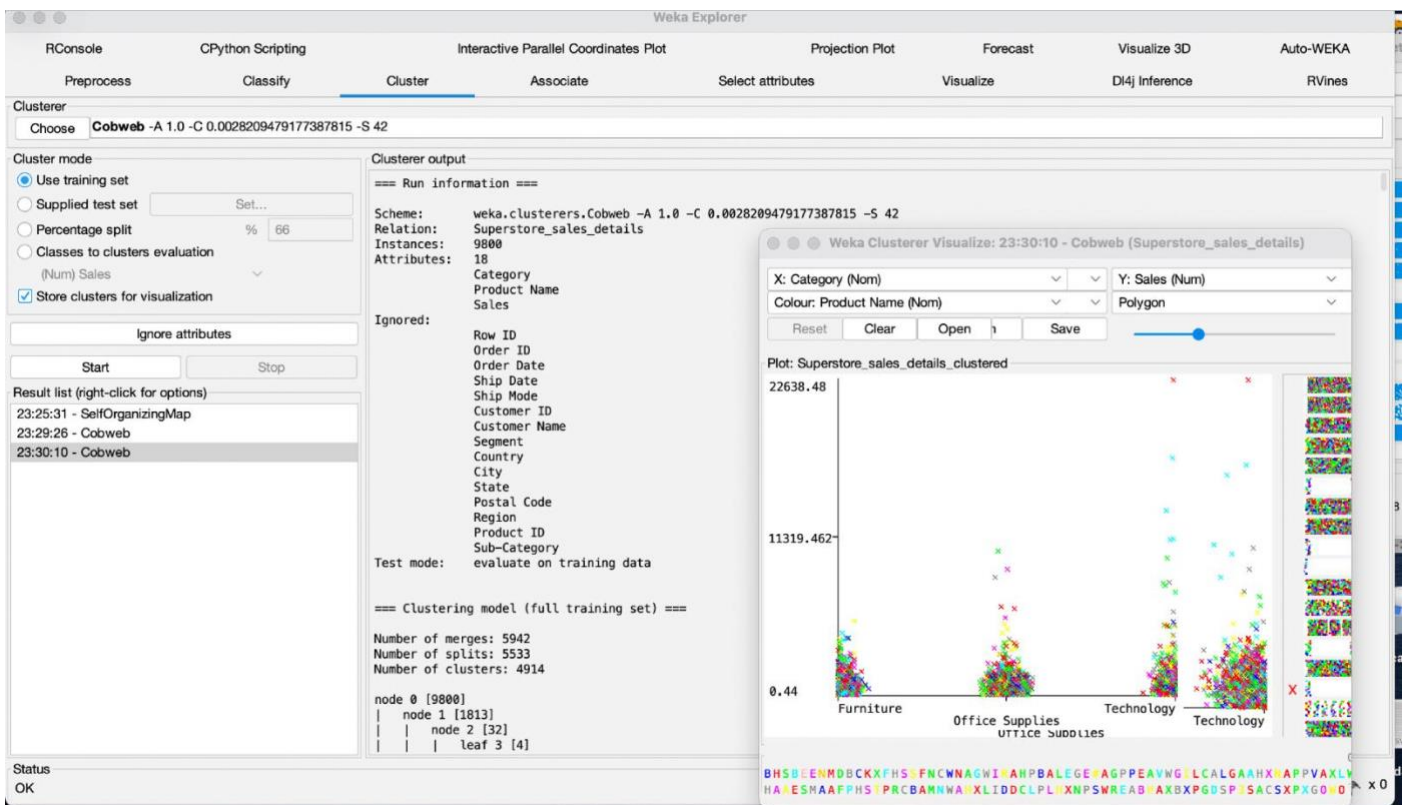 Weka Explorer
RConsole CPython Scripting Interactive Parallel Coordinates Plot Projection Plot Forecast Visualize 3D Auto-WEKA
Preprocess Classify Cluster Associate Select attributes Visualize Dl4j Inference RVines
Clusterer
Choose Cobweb -A 1.0 -C 0.0028209479177387815 -S 42
Cluster mode
Use training set
Supplied test set Set...
Percentage split % 66
Classes to clusters evaluation
(Num) Sales
Store clusters for visualization
Ignore attributes
Start Stop
Result list (right-click for options)
23:25:31 - SelfOrganizingMap
23:29:26 - Cobweb
23:30:10 - Cobweb
Clusterer output
=== Run information ===
Scheme: weka.clusterers.Cobweb -A 1.0 -C 0.0028209479177387815 -S 42
Relation: Superstore_sales_details
Instances: 9800
Attributes: 18
Category
Product Name
Sales
Ignored:
Row ID
Order ID
Order Date
Ship Date
Ship Mode
Customer ID
Customer Name
Segment
Country
City
State
Postal Code
Region
Product ID
Sub-Category
Test mode: evaluate on training data
=== Clustering model (full training set) ===
Number of merges: 5942
Number of splits: 5533
Number of clusters: 4914
node 0 [9800]
| node 1 [1813]
| | node 2 [32]
| | | leaf 3 [4]
Weka Clusterer Visualize: 23:30:10 - Cobweb (Superstore_sales_details)
X: Category (Nom) Y: Sales (Num)
Colour: Product Name (Nom) Polygon
Reset Clear Open Save
Plot: Superstore_sales_details_clustered
22638.48
11319.462
0.44
X
Furniture Office Supplies Technology Technology
Office Supplies
Status
OK
x 0